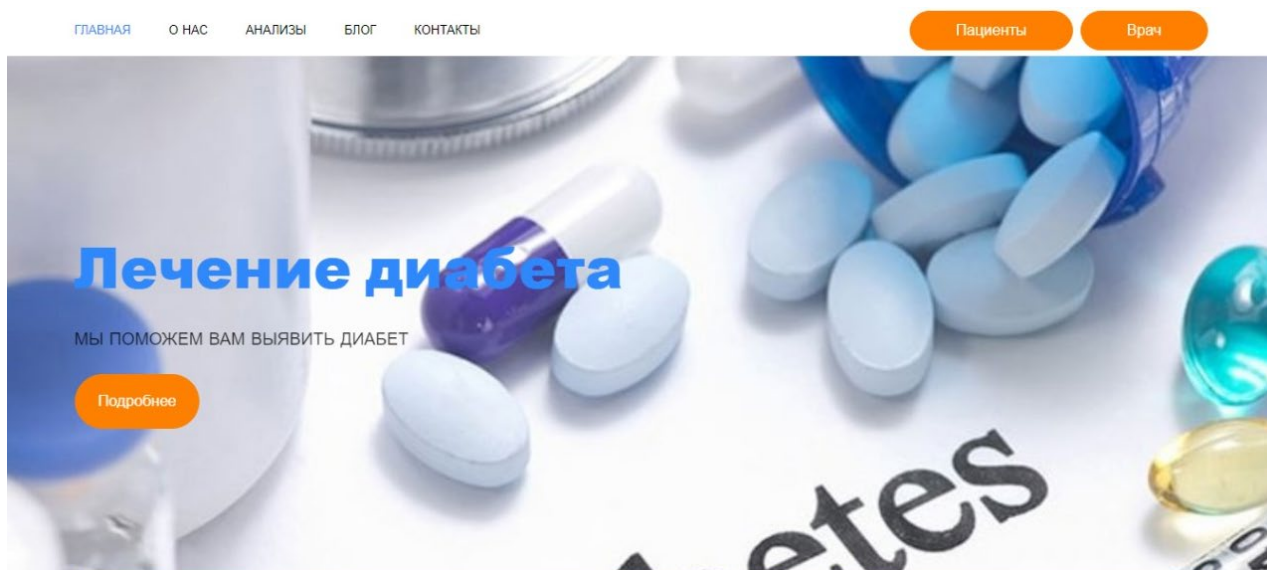 ГЛАВНАЯ О НАС АНАЛИЗЫ БЛОГ КОНТАКТЫ Пациенты Врач
Лечение диабета
МЫ ПОМОЖЕМ ВАМ ВЫЯВИТЬ ДИАБЕТ
Подробнее
etes